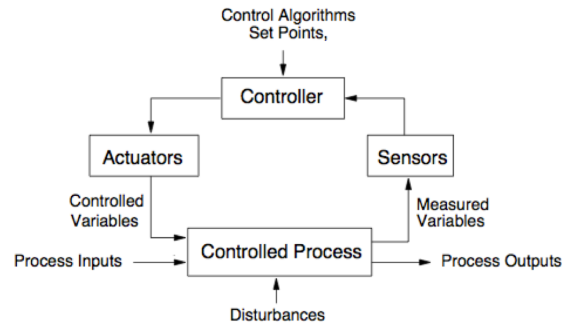 Control Algorithms
Set Points,
Controller
Actuators
Sensors
Controlled
Variables
Measured
Variables
Controlled Process
Process Inputs
Process Outputs
Disturbances